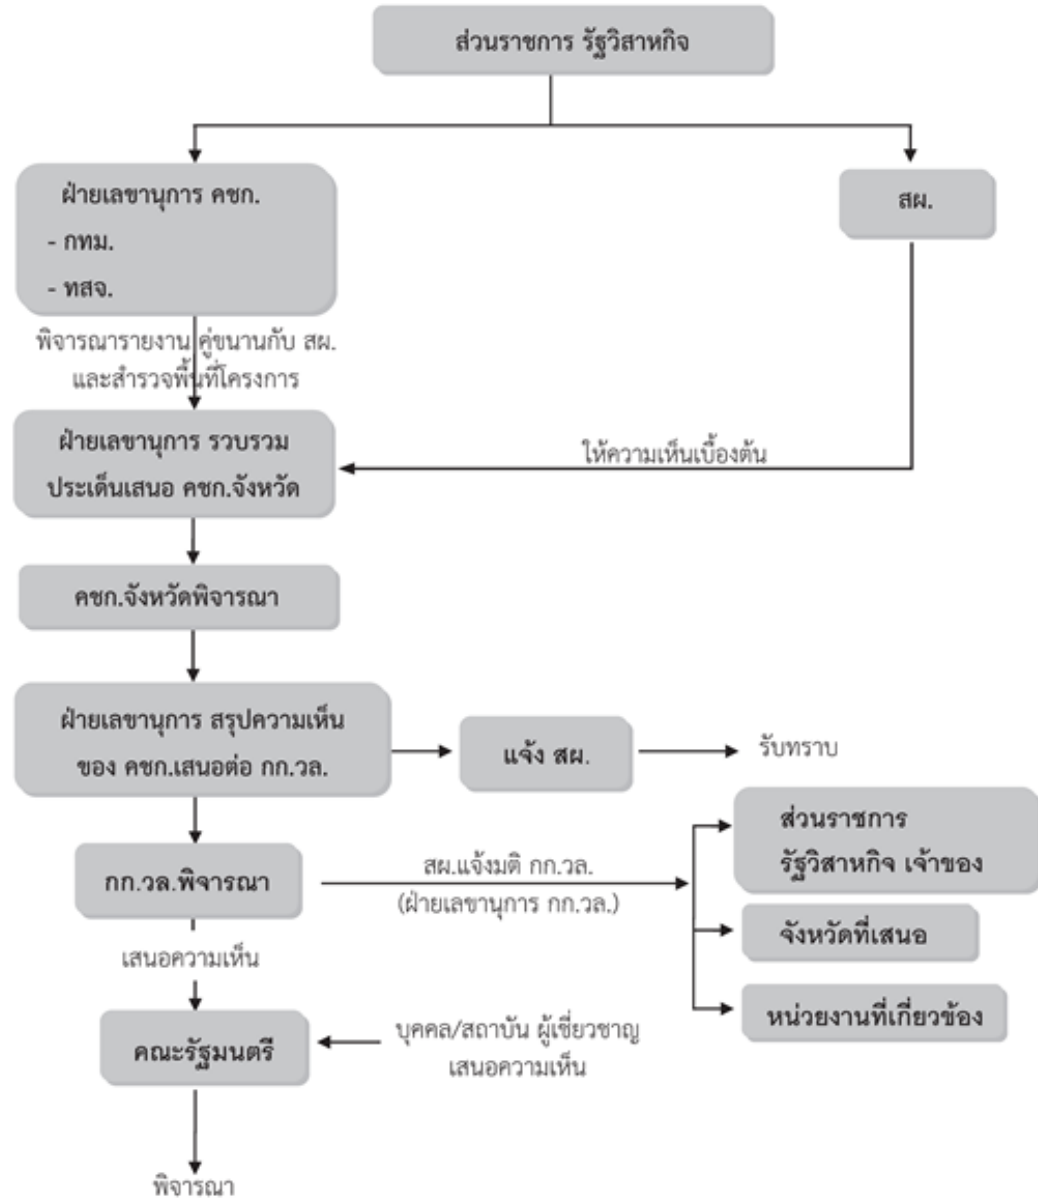 ส่วนราชการ รัฐวิสาหกิจ
ฝ่ายเลขานุการ คชก.
- กทม.
- ทสจ.
สผ.
พิจารณารายงาน คู่ขนานกับ สผ.
และสำรวจพื้นที่โครงการ
ฝ่ายเลขานุการ รวบรวม
ประเด็นเสนอ คชก.จังหวัด
ให้ความเห็นเบื้องต้น
คชก.จังหวัดพิจารณา
ฝ่ายเลขานุการ สรุปความเห็น
ของ คชก.เสนอต่อ กก.วล.
แจ้ง สผ.
รับทราบ
กก.วล.พิจารณา
สผ.แจ้งมติ กก.วล.
(ฝ่ายเลขานุการ กก.วล.)
ส่วนราชการ
รัฐวิสาหกิจ เจ้าของ
จังหวัดที่เสนอ
หน่วยงานที่เกี่ยวข้อง
เสนอความเห็น
คณะรัฐมนตรี
บุคคล/สถาบัน ผู้เชี่ยวชาญ
เสนอความเห็น
พิจารณา